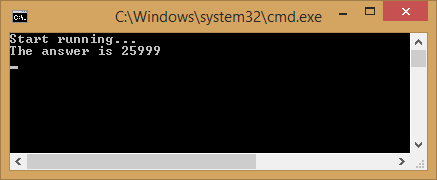 C:\Windows\system32\cmd.exe
Start running...
The answer is 25999